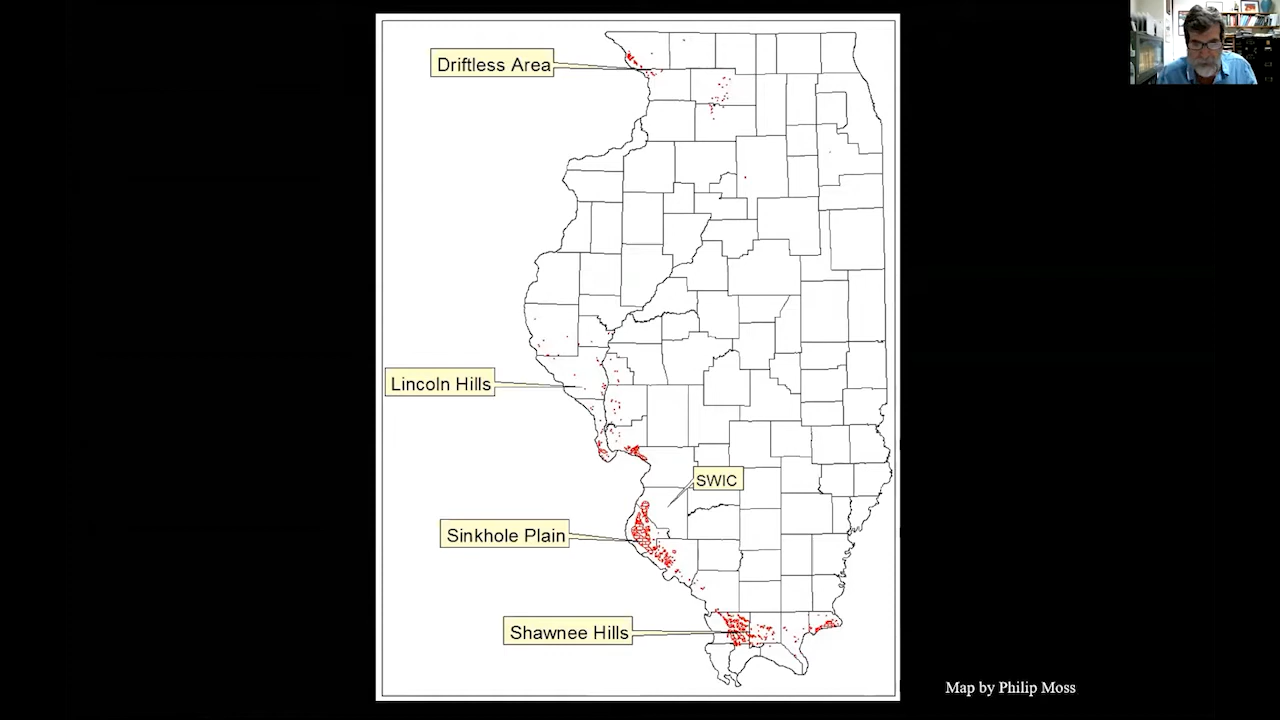 Driftless Area
Lincoln Hills
SWIC
Sinkhole Plain
Shawnee Hills
Map by Philip Moss